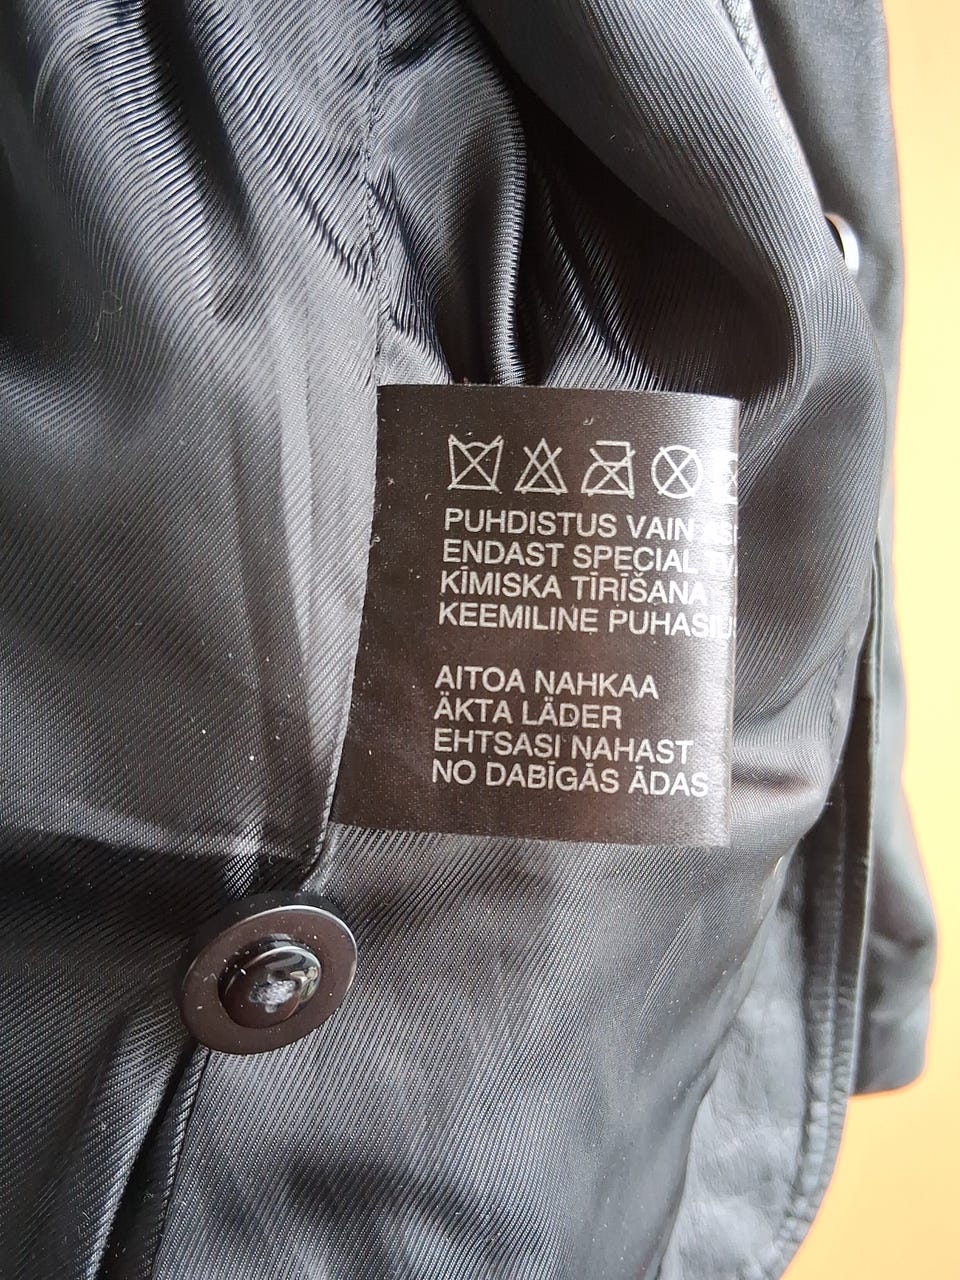 PUHDISTUS VAIN
ENDAST SPECIAL
KĪMISKA TĪRĪŠANA
KEEMILINE PUHASTUS
AITOA NAHKAA
ÄKTA LÄDER
EHTSASI NAHAST
NO DABĪGĀS ĀDAS